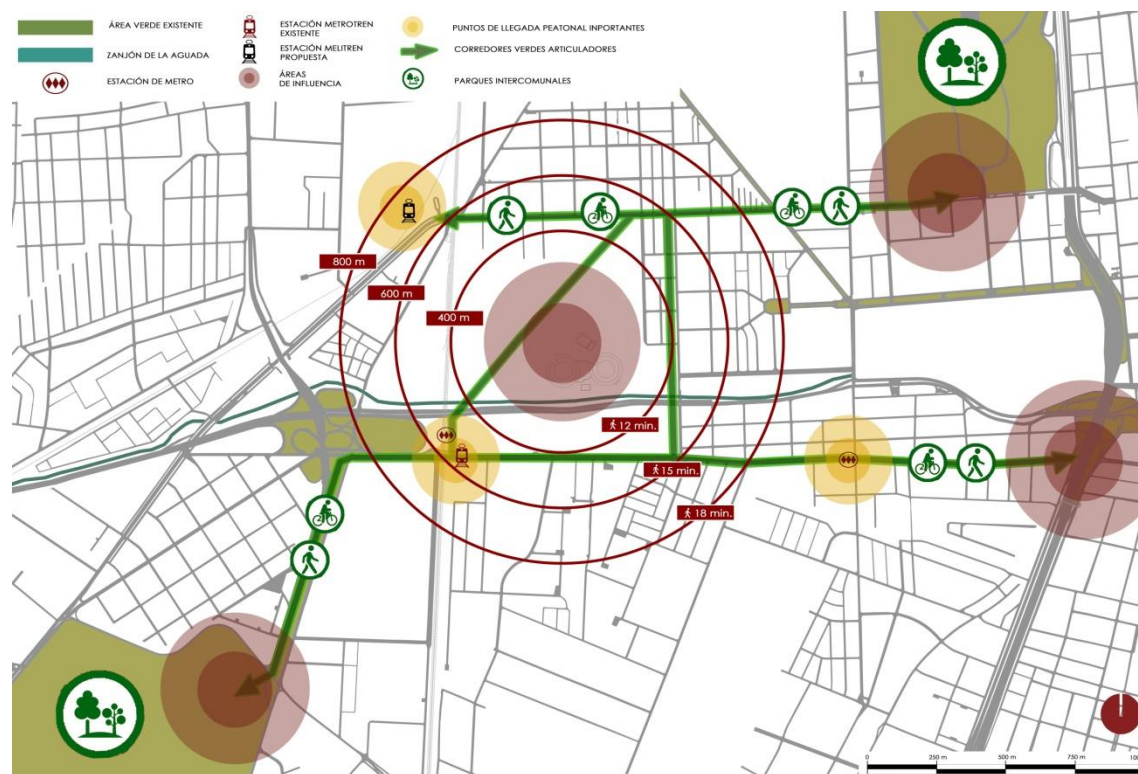 ÁREA VERDE EXISTENTE
ESTACIÓN METROTREN
EXISTENTE
PUNTOS DE LLEGADA PEATONAL INPORTANTES
ZANJÓN DE LA AGUADA
ESTACIÓN MELITREN
PROPUESTA
CORREDORES VERDES ARTICULADORES
ESTACIÓN DE METRO
ÁREAS
DE INFLUENCIA
PARQUES INTERCOMUNALES
800 m
600 m
400 m
12 min.
15 min.
18 min.
0
250 m
500 m
750 m